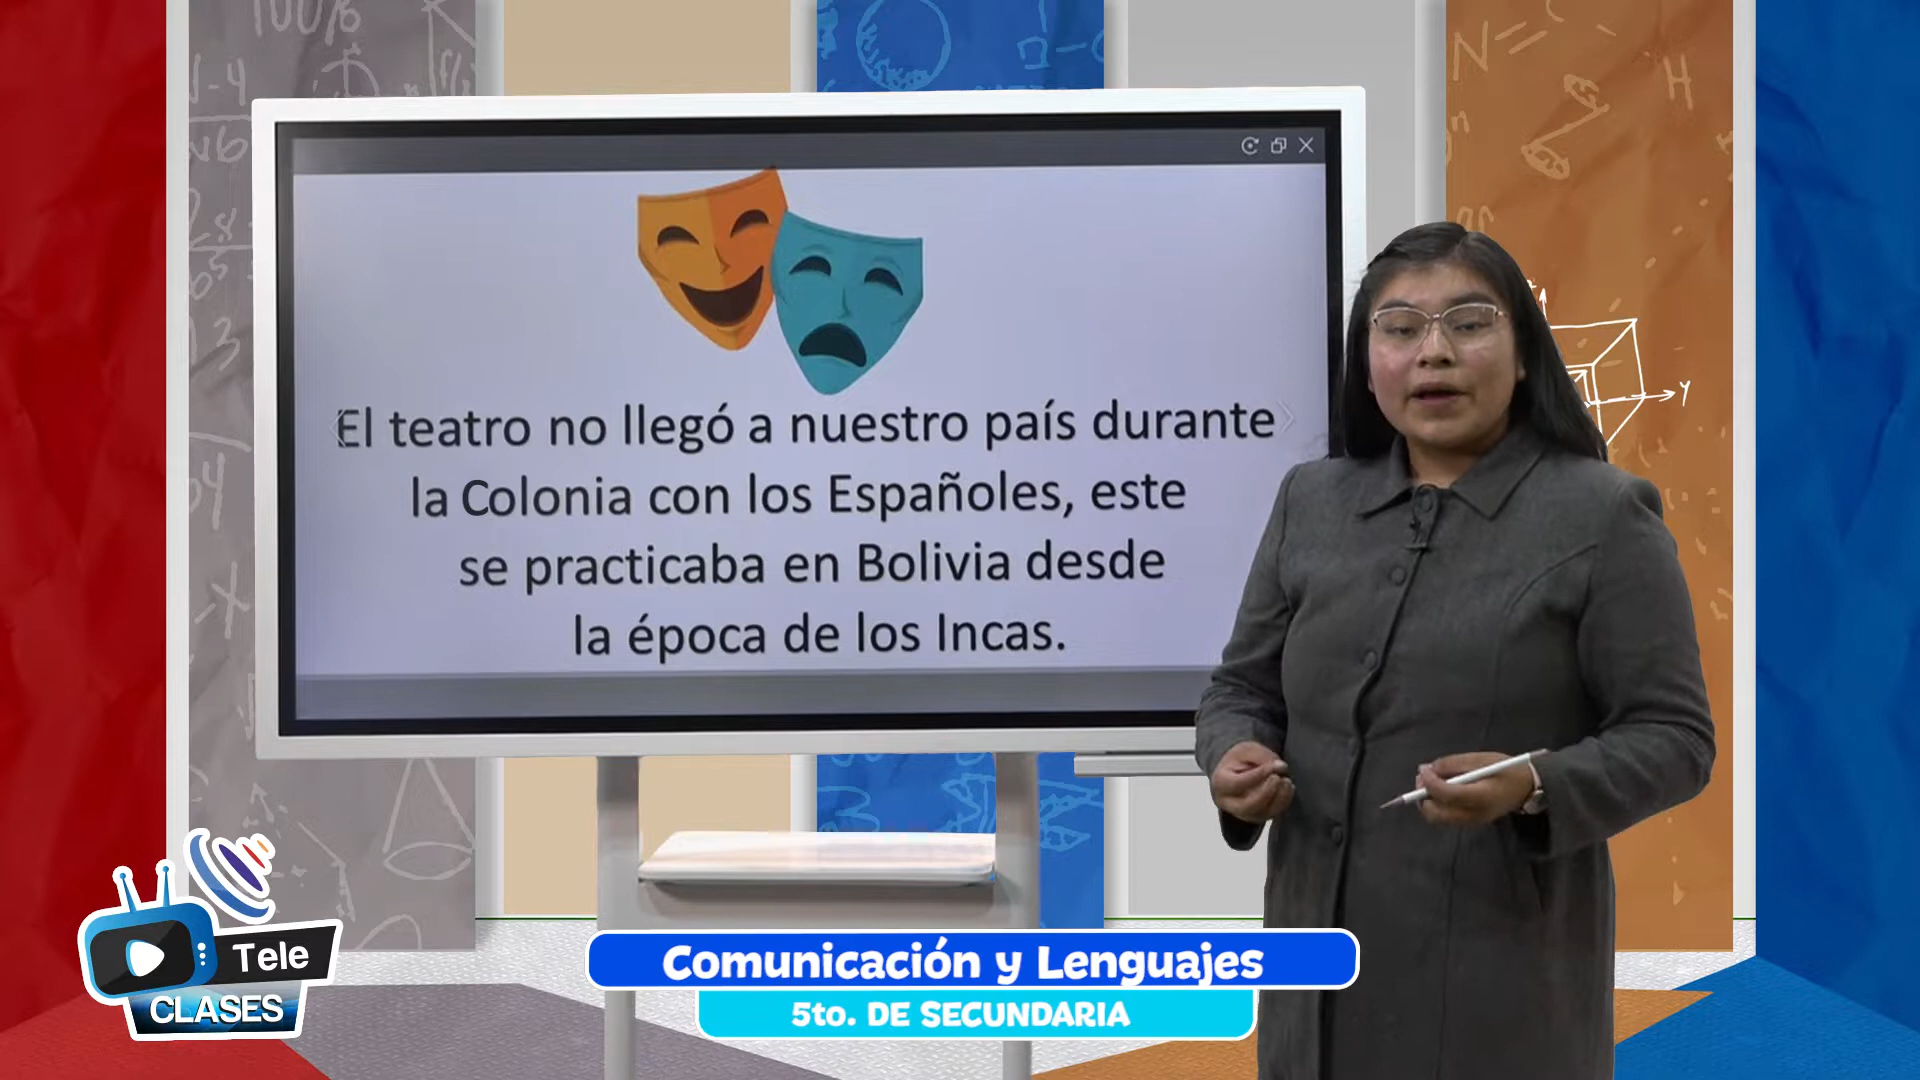 El teatro no llegó a nuestro país durante
la Colonia con los Españoles, este
se practicaba en Bolivia desde
la época de los Incas.
Tele
CLASES
Comunicación y Lenguajes
5to. DE SECUNDARIA